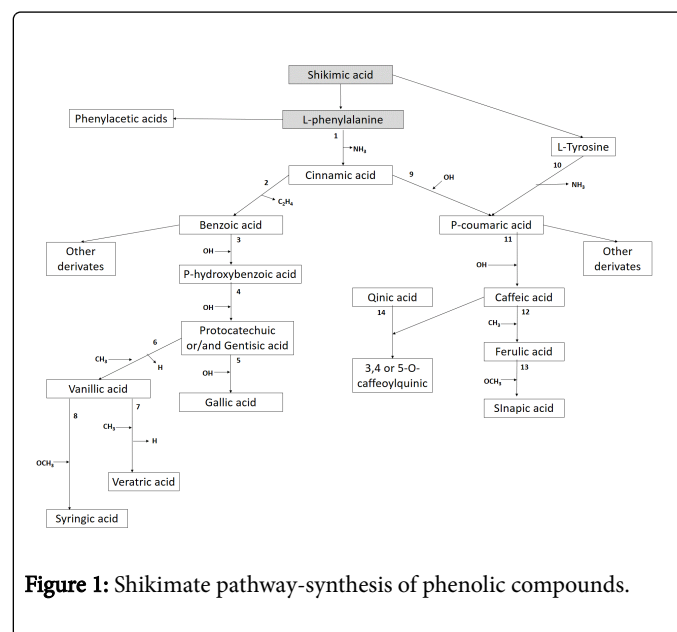 Shikimic acid
L-phenylalanine
Phenylacetic acids
1
NH₃
L-Tyrosine
10
NH₃
Cinnamic acid
2
C₂H₄
9
OH
Benzoic acid
P-coumaric acid
Other
derivates
3
OH
11
OH
Other
derivates
P-hydroxybenzoic acid
4
OH
Qinic acid
14
Caffeic acid
12
CH₃
Protocatechuic
or/and Gentisic acid
6
CH₃
H
5
OH
Ferulic acid
13
OCH₃
3,4 or 5-O-
caffeoylquinic
Vanillic acid
Gallic acid
SInapic acid
8
7
CH₃
H
OCH₃
Veratric acid
Syringic acid
Figure 1: Shikimate pathway-synthesis of phenolic compounds.